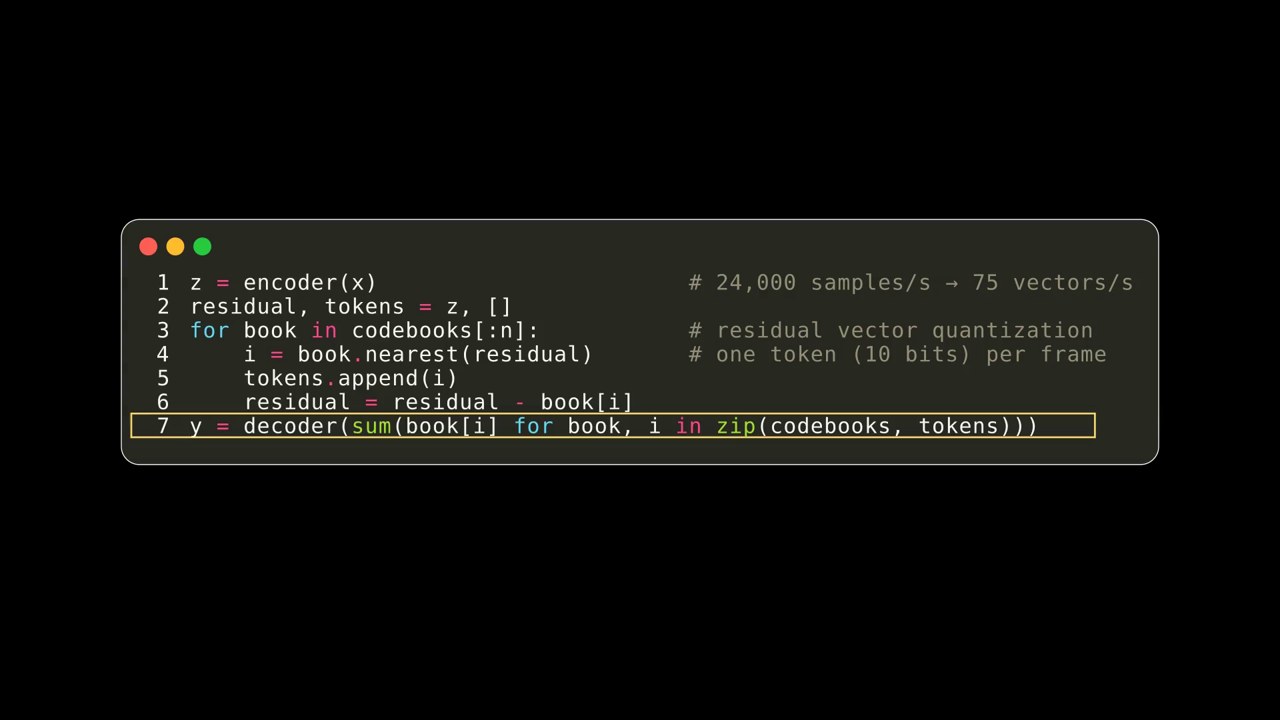 1 z = encoder(x) # 24,000 samples/s → 75 vectors/s
2 residual, tokens = z, []
3 for book in codebooks[:n]: # residual vector quantization
4     i = book.nearest(residual) # one token (10 bits) per frame
5     tokens.append(i)
6     residual = residual - book[i]
7 y = decoder(sum(book[i] for book, i in zip(codebooks, tokens)))